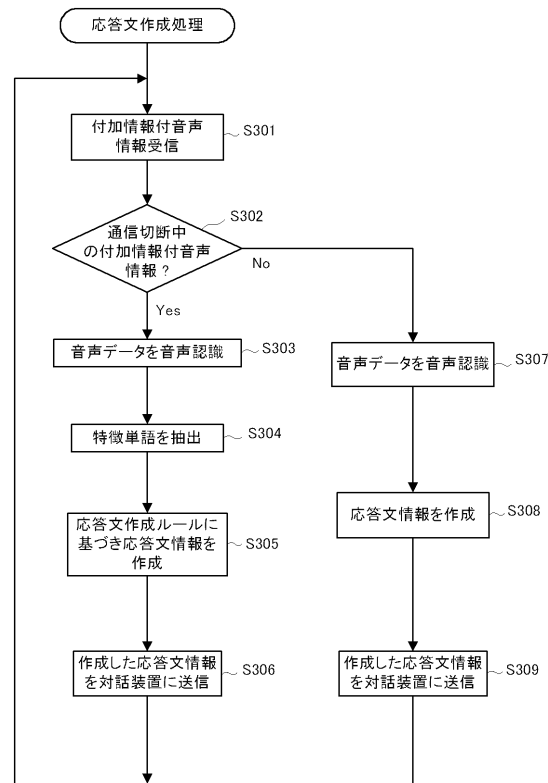 応答文作成処理
付加情報付音声
情報受信
S301
通信切断中
の付加情報付音声
情報？
S302
No
Yes
音声データを音声認識
S303
特徴単語を抽出
S304
応答文作成ルールに
基づき応答文情報を
作成
S305
作成した応答文情報
を対話装置に送信
S306
音声データを音声認識
S307
応答文情報を作成
S308
作成した応答文情報
を対話装置に送信
S309